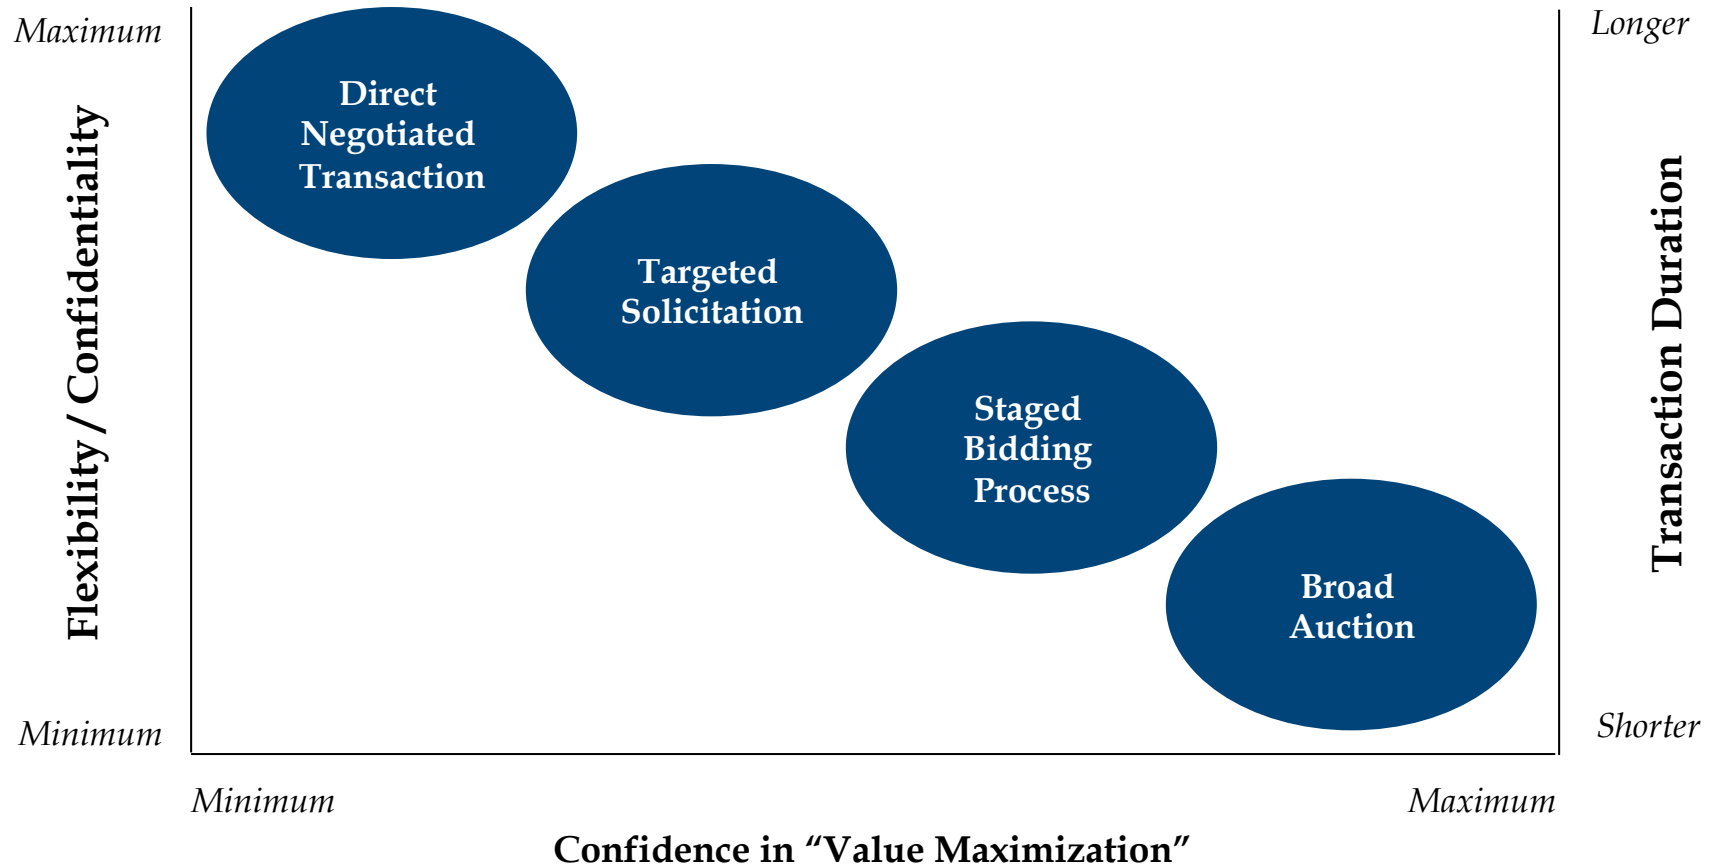 Maximum
Longer
Flexibility / Confidentiality
Transaction Duration
Direct
Negotiated
Transaction
Targeted
Solicitation
Staged
Bidding
Process
Broad
Auction
Minimum
Shorter
Minimum
Maximum
Confidence in “Value Maximization”